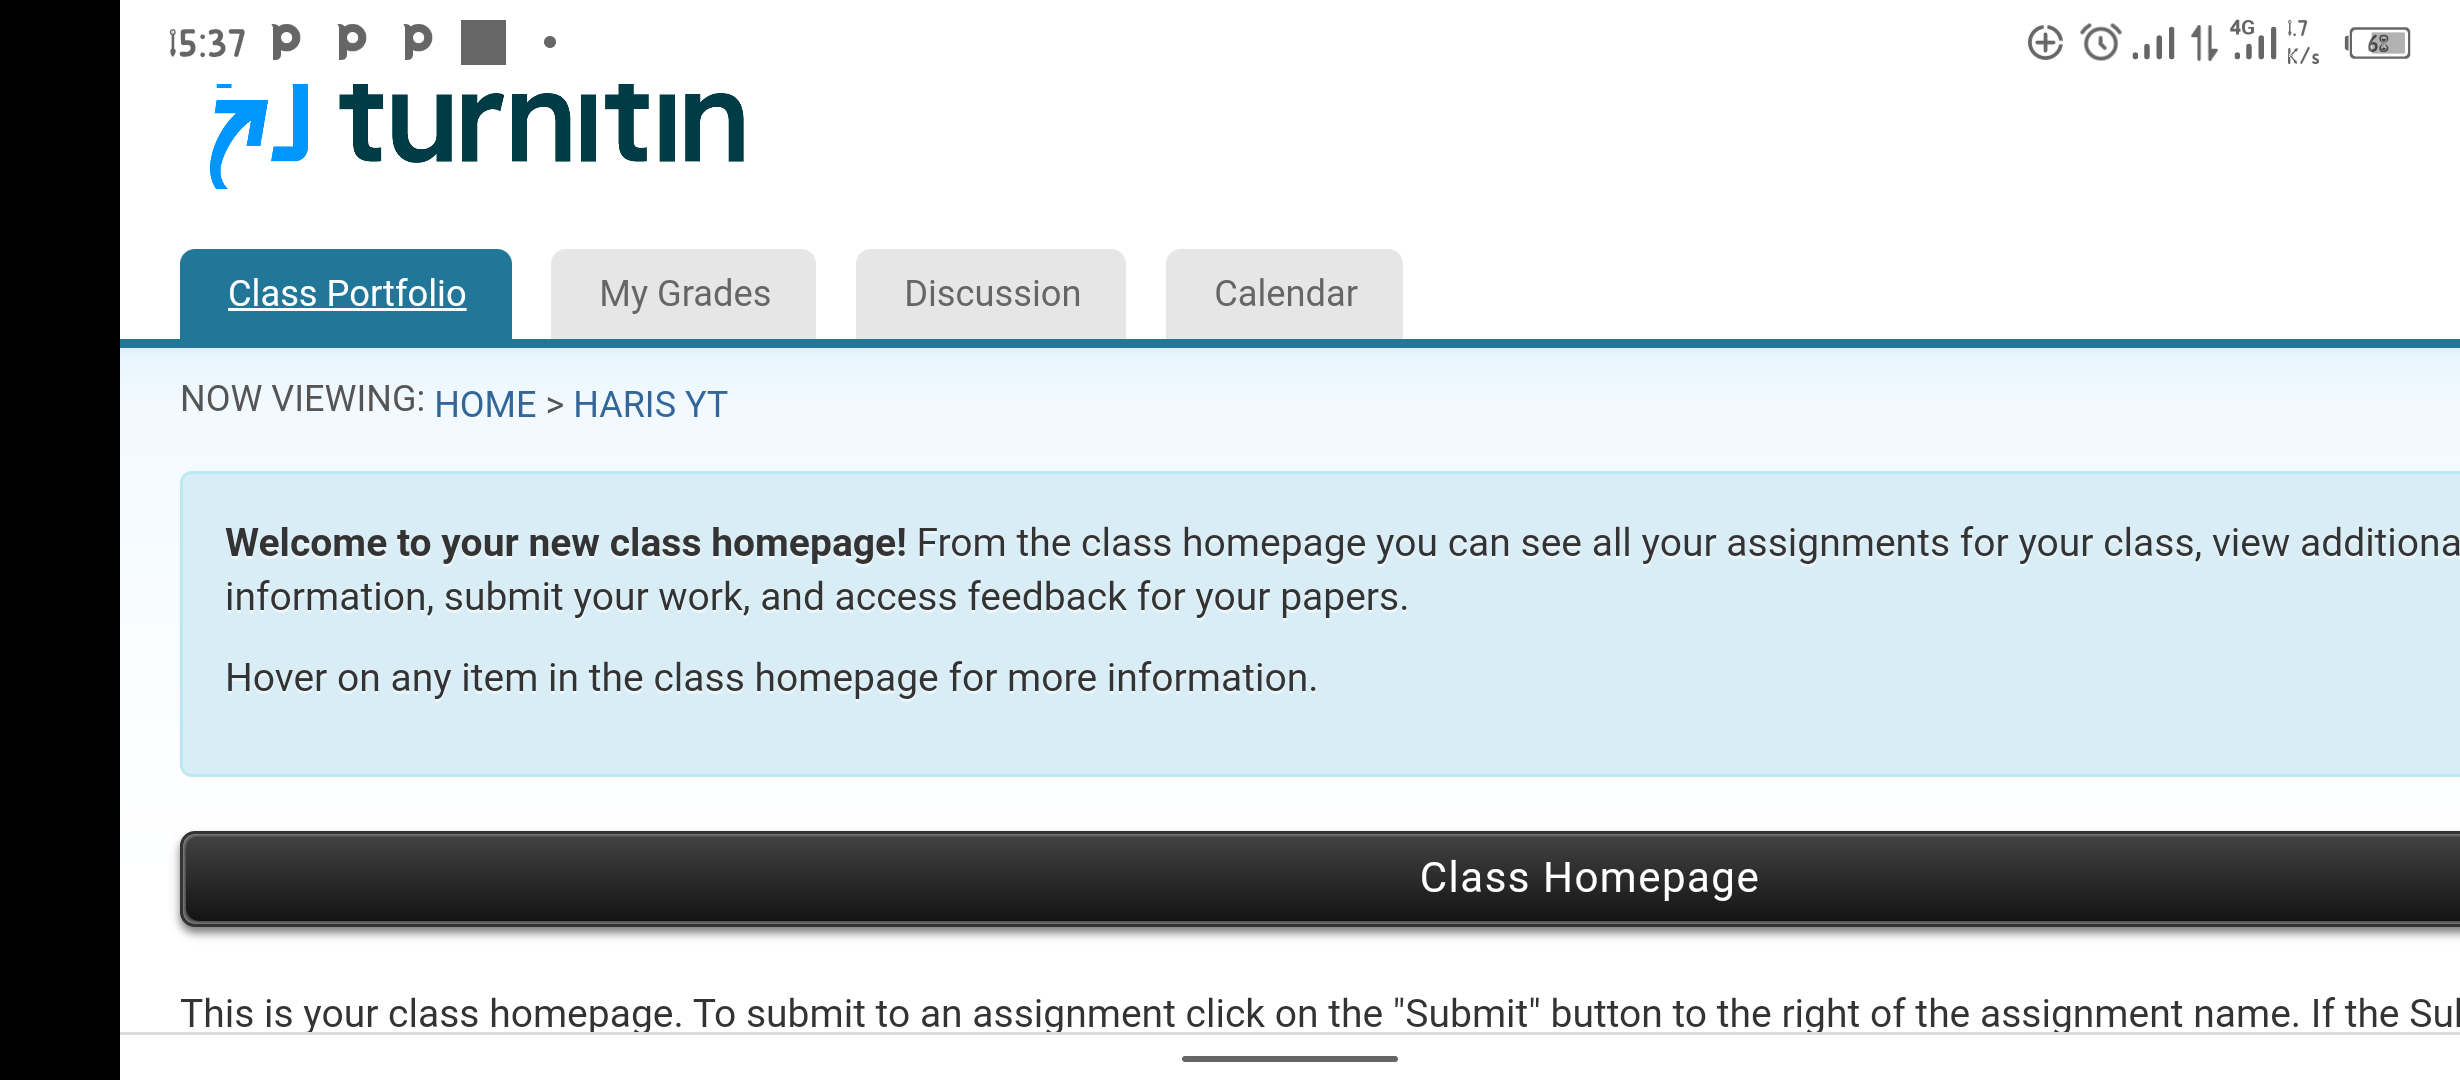 15:37
4G 1.7 K/s 68
turnitin
Class Portfolio My Grades Discussion Calendar
NOW VIEWING: HOME > HARIS YT
Welcome to your new class homepage! From the class homepage you can see all your assignments for your class, view additiona
information, submit your work, and access feedback for your papers.
Hover on any item in the class homepage for more information.
Class Homepage
This is your class homepage. To submit to an assignment click on the "Submit" button to the right of the assignment name. If the Su